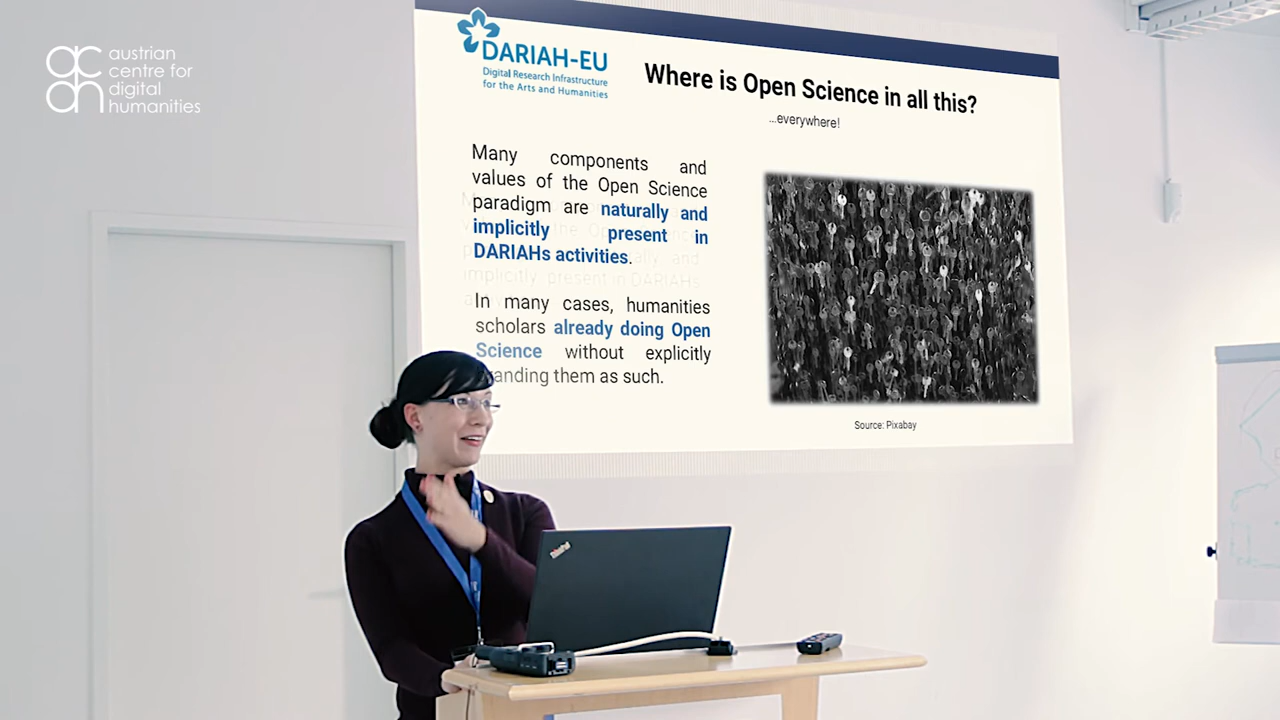 austrian
centre for
digital
humanities
DARIAH-EU
Digital Research Infrastructure
for the Arts and Humanities
Where is Open Science in all this?
...everywhere!
Many components and
values of the Open Science
paradigm are naturally and
implicitly present in
DARIAHs activities.
In many cases, humanities
scholars already doing Open
Science without explicitly
branding them as such.
Source: Pixabay
ThinkPad